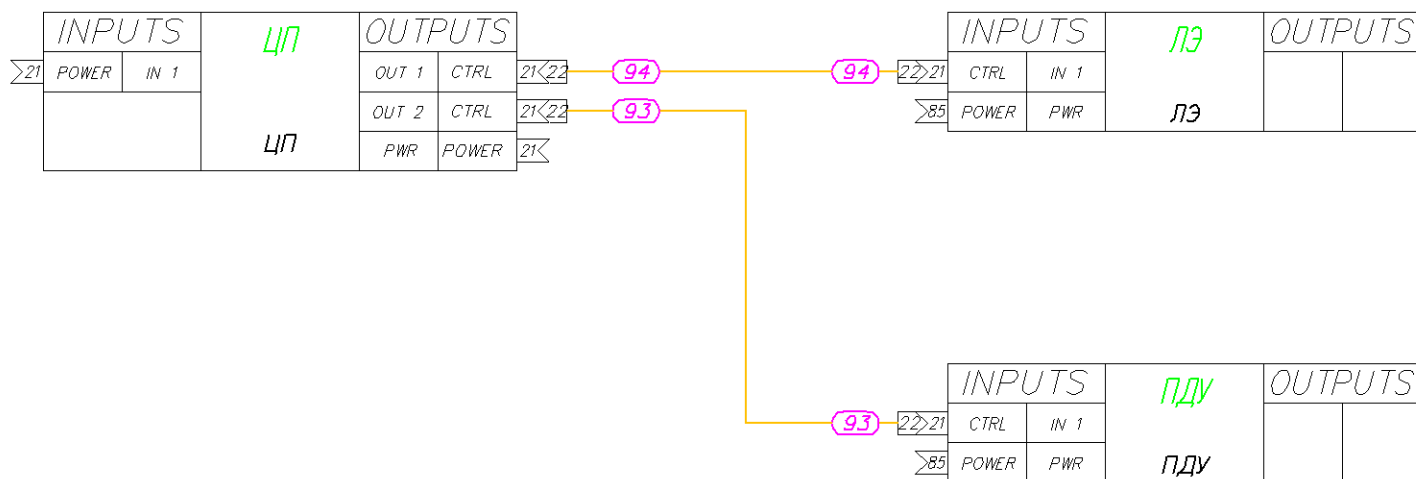 INPUTS ЦП OUTPUTS
21 POWER IN 1 OUT 1 CTRL 21 22 94
OUT 2 CTRL 21 22 93
ЦП PWR POWER 21
94 22 21 INPUTS ЛЭ OUTPUTS
CTRL IN 1
85 POWER PWR ЛЭ
INPUTS ПДУ OUTPUTS
93 22 21 CTRL IN 1
85 POWER PWR ПДУ